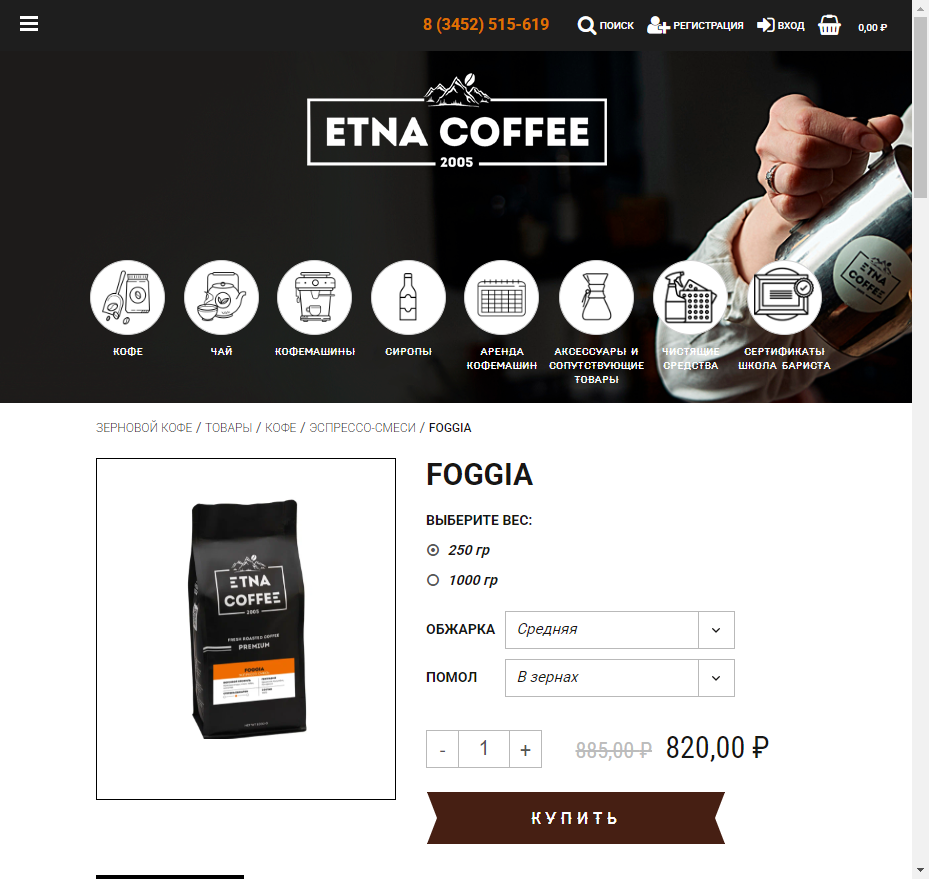 8 (3452) 515-619 ПОИСК РЕГИСТРАЦИЯ ВХОД 0,00 ₽
ETNA COFFEE
2005
ETNA
COFFEE
КОФЕ ЧАЙ КОФЕМАШИНЫ СИРОПЫ АРЕНДА КОФЕМАШИН АКСЕССУАРЫ И СОПУТСТВУЮЩИЕ ТОВАРЫ ЧИСТЯЩИЕ СРЕДСТВА СЕРТИФИКАТЫ ШКОЛА БАРИСТА
ЗЕРНОВОЙ КОФЕ / ТОВАРЫ / КОФЕ / ЭСПРЕССО-СМЕСИ / FOGGIA
ETNA
COFFEE
2005
FRESH ROASTED COFFEE
PREMIUM
FOGGIA
FOGGIA
ВЫБЕРИТЕ ВЕС:
250 гр
1000 гр
ОБЖАРКА Средняя
ПОМОЛ В зернах
- 1 + 885,00 ₽ 820,00 ₽
КУПИТЬ